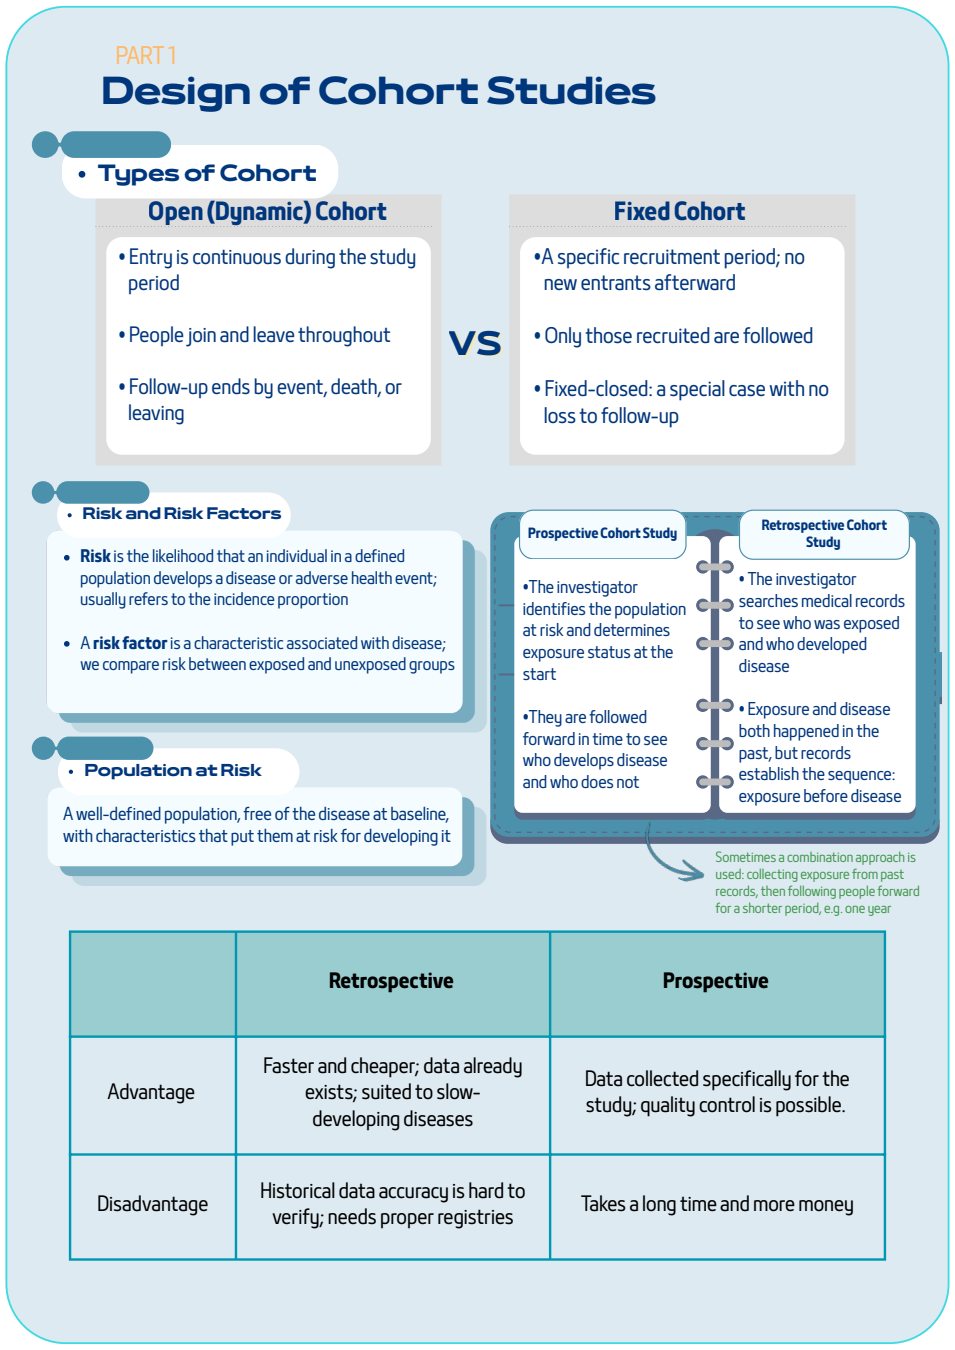 PART 1
Design of Cohort Studies
• Types of Cohort
Open (Dynamic) Cohort
• Entry is continuous during the study
period
• People join and leave throughout
• Follow-up ends by event, death, or
leaving
VS
Fixed Cohort
•A specific recruitment period; no
new entrants afterward
• Only those recruited are followed
• Fixed-closed: a special case with no
loss to follow-up
• Risk and Risk Factors
• Risk is the likelihood that an individual in a defined
population develops a disease or adverse health event;
usually refers to the incidence proportion
• A risk factor is a characteristic associated with disease;
we compare risk between exposed and unexposed groups
• Population at Risk
A well-defined population, free of the disease at baseline,
with characteristics that put them at risk for developing it
Prospective Cohort Study
•The investigator
identifies the population
at risk and determines
exposure status at the
start
•They are followed
forward in time to see
who develops disease
and who does not
Retrospective Cohort
Study
• The investigator
searches medical records
to see who was exposed
and who developed
disease
• Exposure and disease
both happened in the
past, but records
establish the sequence:
exposure before disease
Sometimes a combination approach is
used: collecting exposure from past
records, then following people forward
for a shorter period, e.g. one year
Retrospective
Prospective
Advantage
Faster and cheaper; data already
exists; suited to slow-
developing diseases
Data collected specifically for the
study; quality control is possible.
Disadvantage
Historical data accuracy is hard to
verify; needs proper registries
Takes a long time and more money